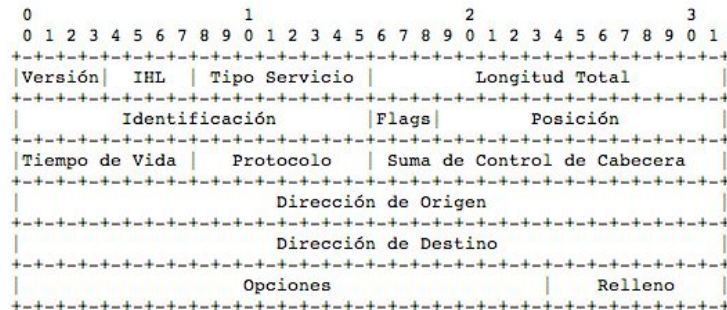 0                   1                   2                   3
0 1 2 3 4 5 6 7 8 9 0 1 2 3 4 5 6 7 8 9 0 1 2 3 4 5 6 7 8 9 0 1
+-+-+-+-+-+-+-+-+-+-+-+-+-+-+-+-+-+-+-+-+-+-+-+-+-+-+-+-+-+-+-+-+
|Versión| IHL | Tipo Servicio | Longitud Total |
+-+-+-+-+-+-+-+-+-+-+-+-+-+-+-+-+-+-+-+-+-+-+-+-+-+-+-+-+-+-+-+-+
| Identificación |Flags| Posición |
+-+-+-+-+-+-+-+-+-+-+-+-+-+-+-+-+-+-+-+-+-+-+-+-+-+-+-+-+-+-+-+-+
|Tiempo de Vida | Protocolo | Suma de Control de Cabecera |
+-+-+-+-+-+-+-+-+-+-+-+-+-+-+-+-+-+-+-+-+-+-+-+-+-+-+-+-+-+-+-+-+
| Dirección de Origen |
+-+-+-+-+-+-+-+-+-+-+-+-+-+-+-+-+-+-+-+-+-+-+-+-+-+-+-+-+-+-+-+-+
| Dirección de Destino |
+-+-+-+-+-+-+-+-+-+-+-+-+-+-+-+-+-+-+-+-+-+-+-+-+-+-+-+-+-+-+-+-+
| Opciones | Relleno |
+-+-+-+-+-+-+-+-+-+-+-+-+-+-+-+-+-+-+-+-+-+-+-+-+-+-+-+-+-+-+-+-+